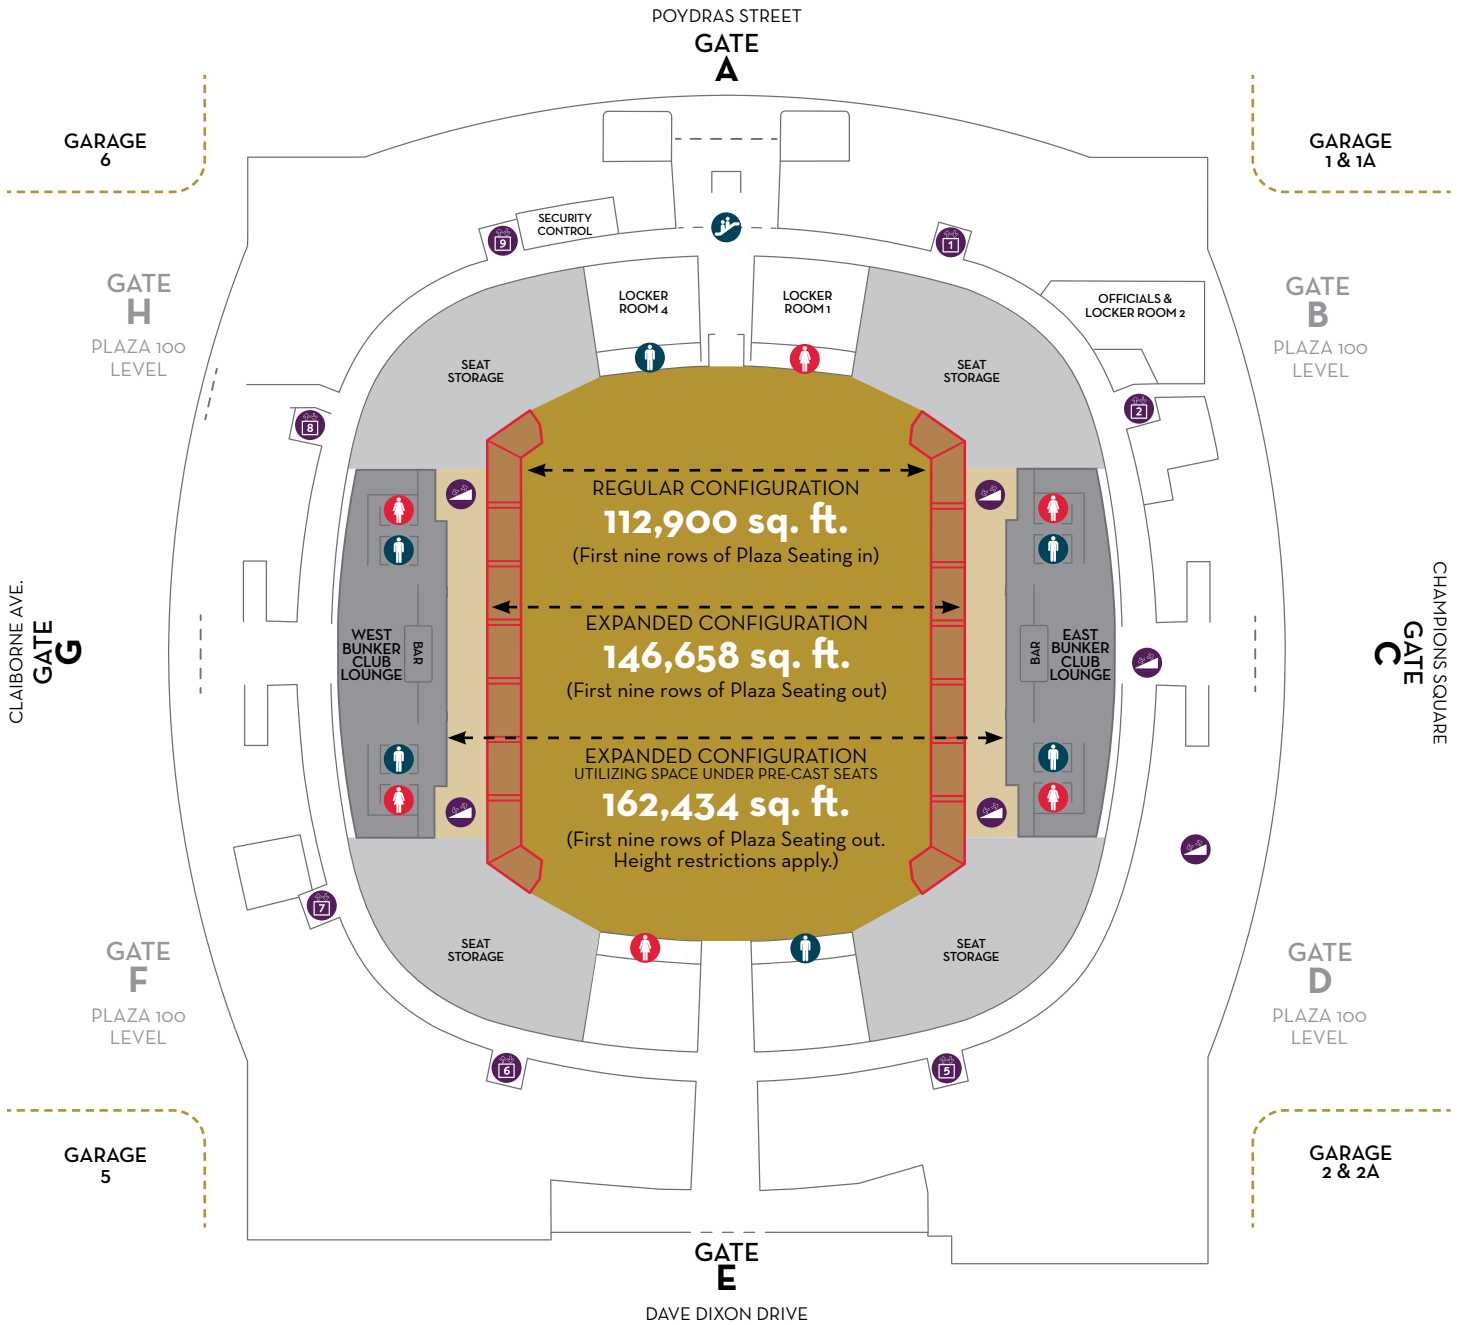 POYDRAS STREET
GATE
A
GARAGE
6
GARAGE
1 & 1A
SECURITY
CONTROL
9
1
GATE
H
PLAZA 100
LEVEL
LOCKER
ROOM 4
LOCKER
ROOM 1
OFFICIALS &
LOCKER ROOM 2
GATE
B
PLAZA 100
LEVEL
SEAT
STORAGE
SEAT
STORAGE
8
2
REGULAR CONFIGURATION
112,900 sq. ft.
(First nine rows of Plaza Seating in)
EXPANDED CONFIGURATION
146,658 sq. ft.
(First nine rows of Plaza Seating out)
CLAIBORNE AVE.
GATE
G
WEST
BUNKER
CLUB
LOUNGE
BAR
BAR
EAST
BUNKER
CLUB
LOUNGE
GATE
C
CHAMPIONS SQUARE
EXPANDED CONFIGURATION
UTILIZING SPACE UNDER PRE-CAST SEATS
162,434 sq. ft.
(First nine rows of Plaza Seating out.
Height restrictions apply.)
7
GATE
F
PLAZA 100
LEVEL
SEAT
STORAGE
SEAT
STORAGE
GATE
D
PLAZA 100
LEVEL
6
5
GARAGE
5
GARAGE
2 & 2A
GATE
E
DAVE DIXON DRIVE